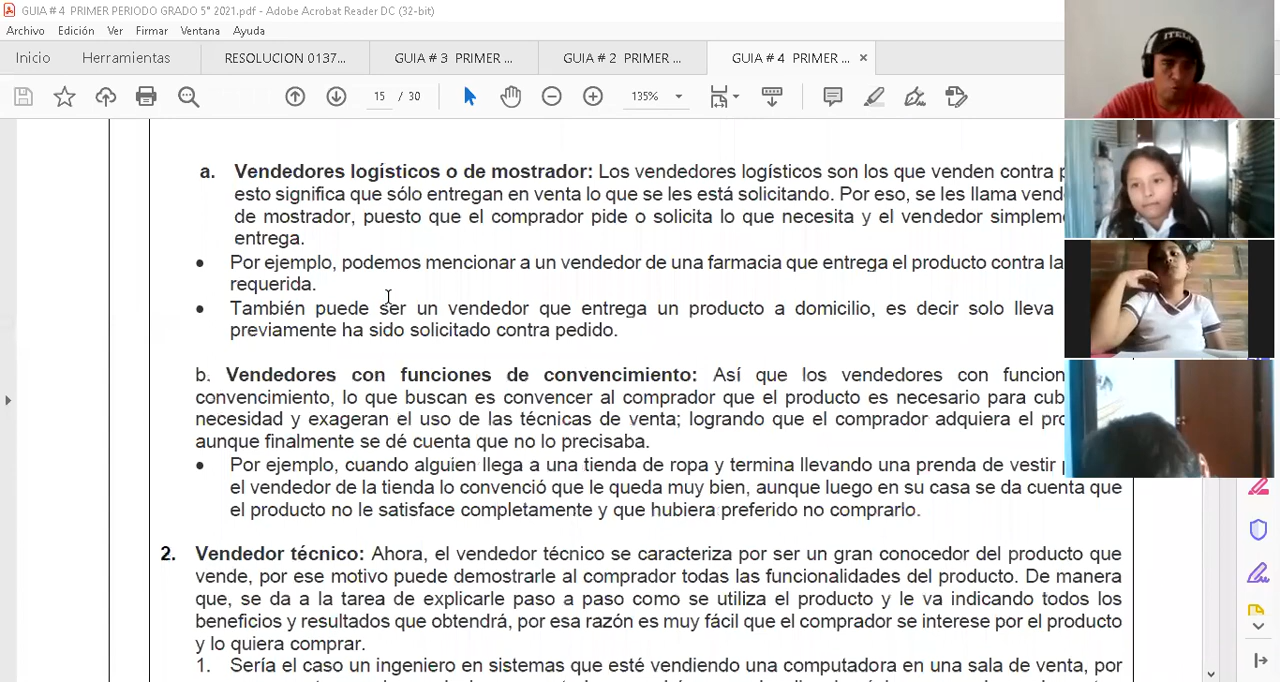 GUIA # 4 PRIMER PERIODO GRADO 5° 2021.pdf - Adobe Acrobat Reader DC (32-bit)
Archivo Edición Ver Firmar Ventana Ayuda
Inicio Herramientas RESOLUCION 0137... GUIA # 3 PRIMER ... GUIA # 2 PRIMER ... GUIA # 4 PRIMER ... ×
15 / 30 135%
a. Vendedores logísticos o de mostrador: Los vendedores logísticos son los que venden contra
esto significa que sólo entregan en venta lo que se les está solicitando. Por eso, se les llama
de mostrador, puesto que el comprador pide o solicita lo que necesita y el vendedor
entrega.
• Por ejemplo, podemos mencionar a un vendedor de una farmacia que entrega el producto contra la
requerida.
• También puede ser un vendedor que entrega un producto a domicilio, es decir solo lleva
previamente ha sido solicitado contra pedido.
b. Vendedores con funciones de convencimiento: Así que los vendedores con
convencimiento, lo que buscan es convencer al comprador que el producto es necesario para
necesidad y exageran el uso de las técnicas de venta; logrando que el comprador adquiera el
aunque finalmente se dé cuenta que no lo precisaba.
• Por ejemplo, cuando alguien llega a una tienda de ropa y termina llevando una prenda de vestir
el vendedor de la tienda lo convenció que le queda muy bien, aunque luego en su casa se da cuenta que
el producto no le satisface completamente y que hubiera preferido no comprarlo.
2. Vendedor técnico: Ahora, el vendedor técnico se caracteriza por ser un gran conocedor del producto que
vende, por ese motivo puede demostrarle al comprador todas las funcionalidades del producto. De manera
que, se da a la tarea de explicarle paso a paso como se utiliza el producto y le va indicando todos los
beneficios y resultados que obtendrá, por esa razón es muy fácil que el comprador se interese por el producto
y lo quiera comprar.
1. Sería el caso un ingeniero en sistemas que esté vendiendo una computadora en una sala de venta, por